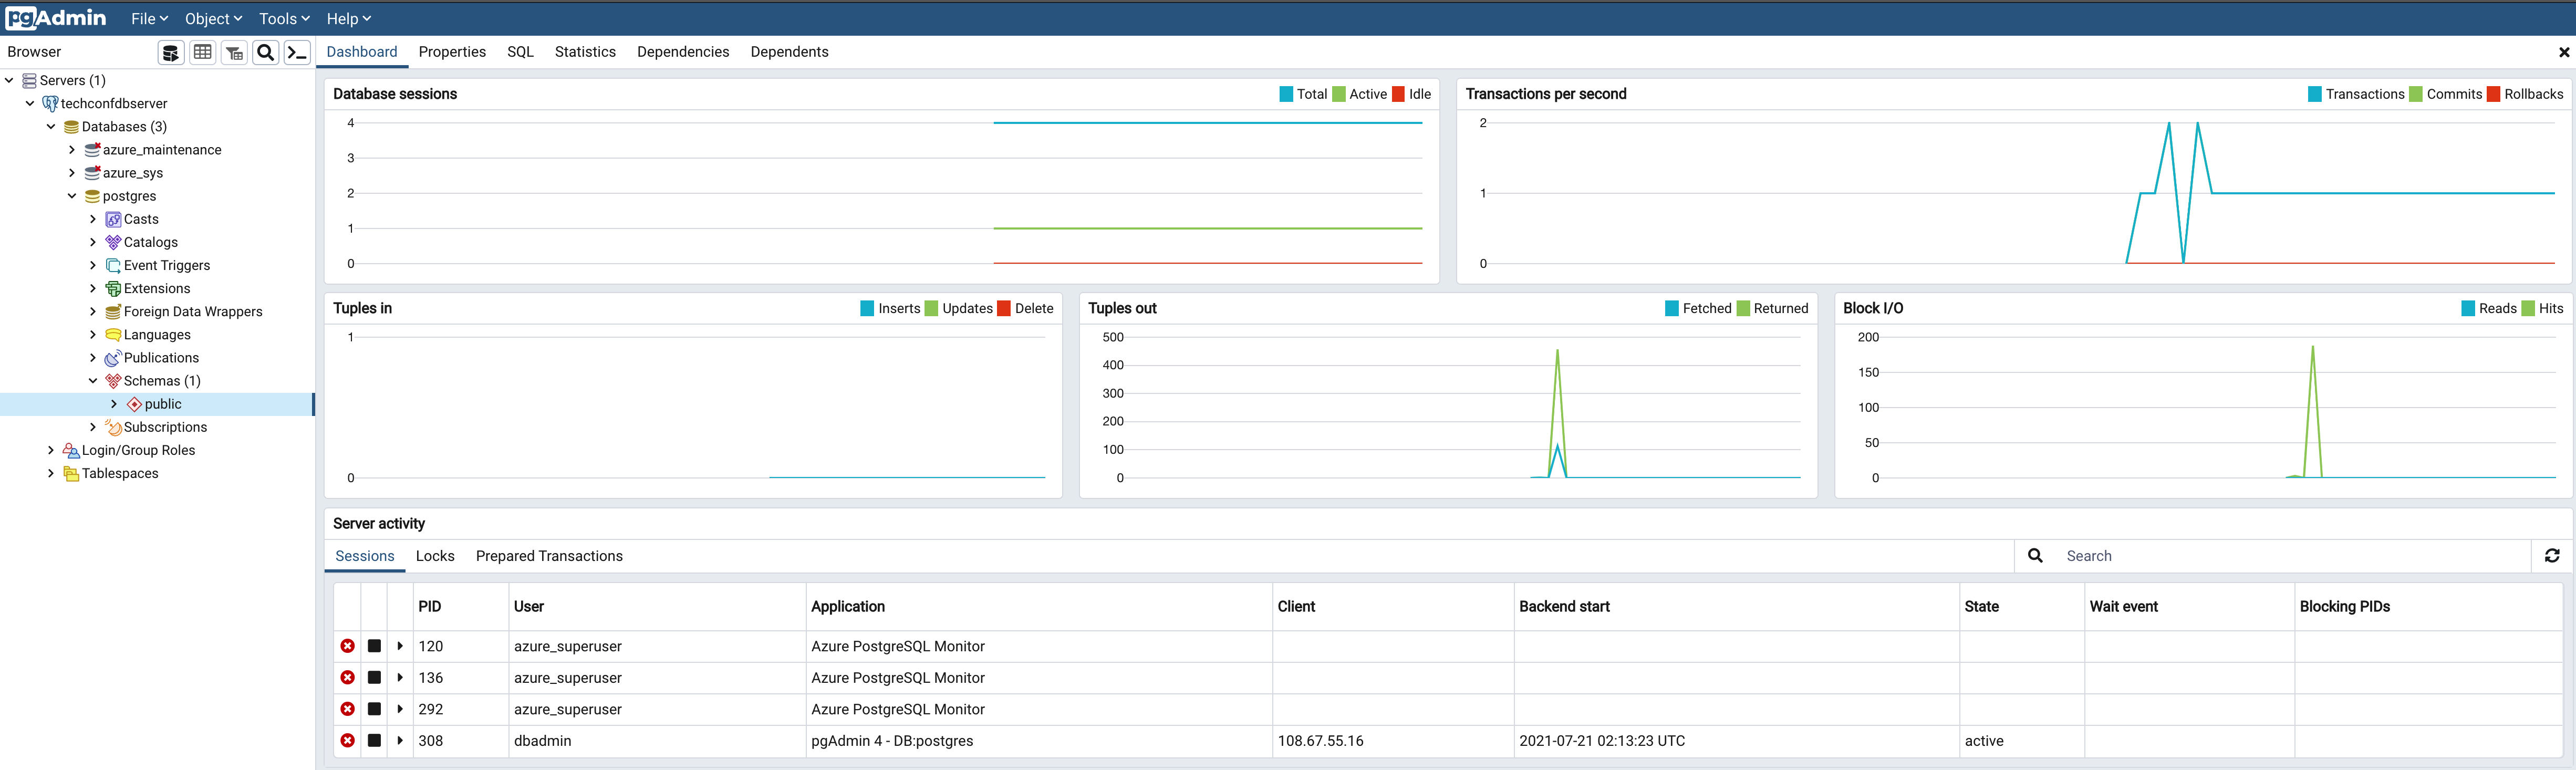 pgAdmin File Object Tools Help
Browser
Dashboard Properties SQL Statistics Dependencies Dependents
Servers (1)
techconfdbserver
Databases (3)
azure_maintenance
azure_sys
postgres
Casts
Catalogs
Event Triggers
Extensions
Foreign Data Wrappers
Languages
Publications
Schemas (1)
public
Subscriptions
Login/Group Roles
Tablespaces
Database sessions Total Active Idle
4
3
2
1
0
Transactions per second Transactions Commits Rollbacks
2
1
0
Tuples in Inserts Updates Delete
1
0
Tuples out Fetched Returned
500
400
300
200
100
0
Block I/O Reads Hits
200
150
100
50
0
Server activity
Sessions Locks Prepared Transactions Search
PID User Application Client Backend start State Wait event Blocking PIDs
120 azure_superuser Azure PostgreSQL Monitor
136 azure_superuser Azure PostgreSQL Monitor
292 azure_superuser Azure PostgreSQL Monitor
308 dbadmin pgAdmin 4 - DB:postgres 108.67.55.16 2021-07-21 02:13:23 UTC active